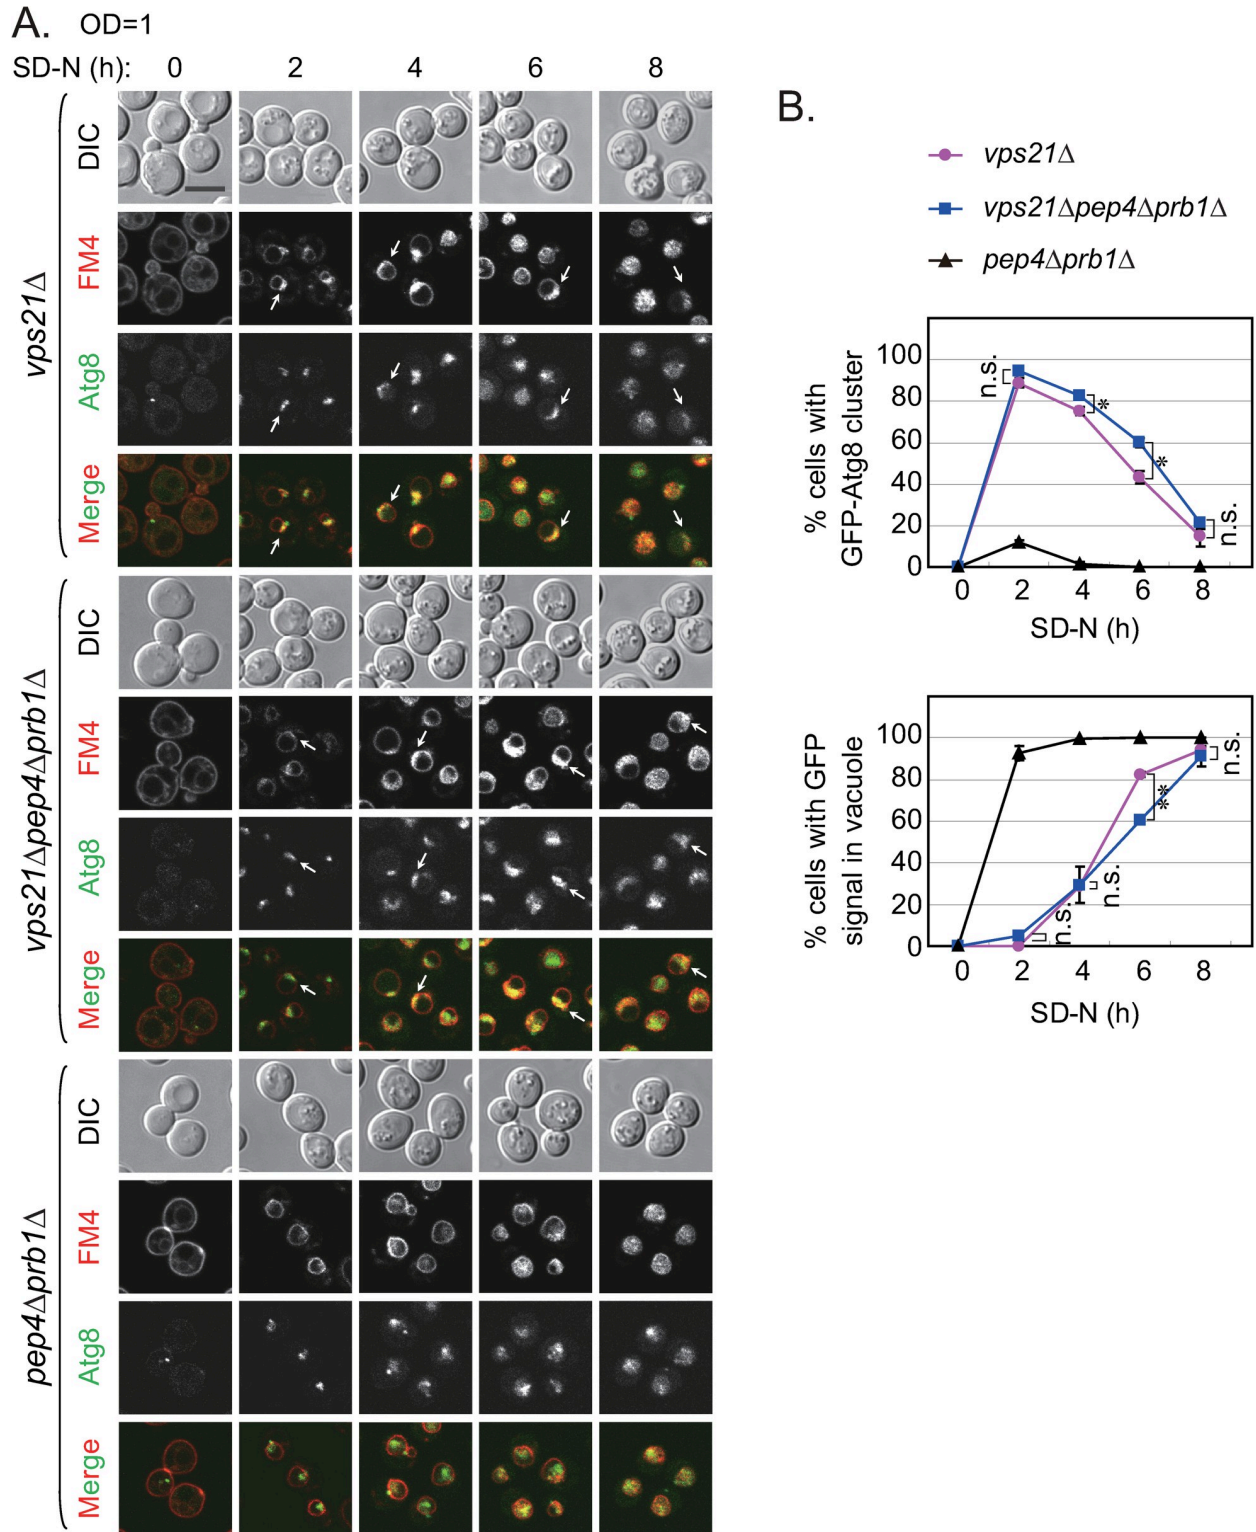 A. OD=1
SD-N (h): 0 2 4 6 8
vps21Δ
DIC
FM4
Atg8
Merge
vps21Δpep4Δprb1Δ
DIC
FM4
Atg8
Merge
pep4Δprb1Δ
DIC
FM4
Atg8
Merge
B.
vps21Δ
vps21Δpep4Δprb1Δ
pep4Δprb1Δ
% cells with
GFP-Atg8 cluster
100
80
60
40
20
0
n.s.
*
*
n.s.
0 2 4 6 8
SD-N (h)
% cells with GFP
signal in vacuole
100
80
60
40
20
0
n.s.
n.s.
**
n.s.
0 2 4 6 8
SD-N (h)